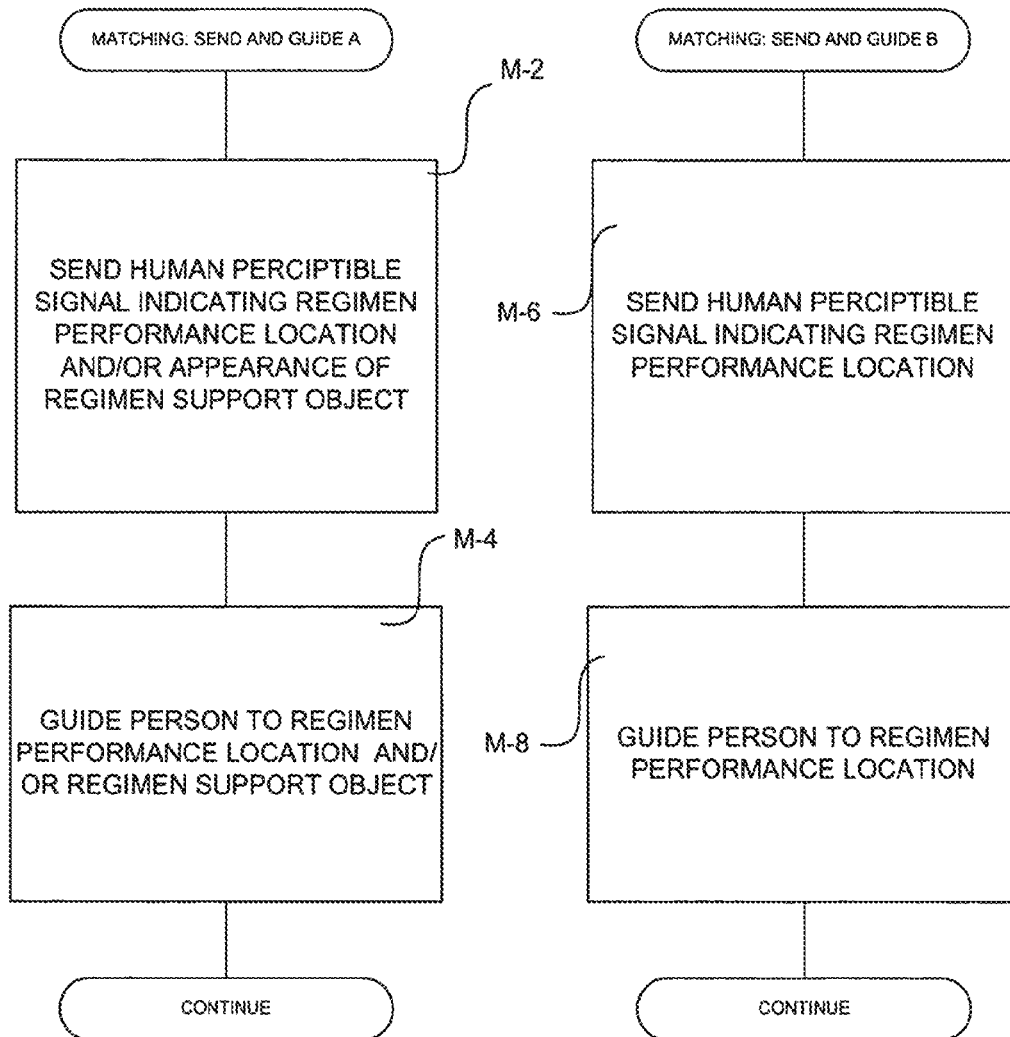 MATCHING: SEND AND GUIDE A
M-2
SEND HUMAN PERCIPTIBLE
SIGNAL INDICATING REGIMEN
PERFORMANCE LOCATION
AND/OR APPEARANCE OF
REGIMEN SUPPORT OBJECT
M-4
GUIDE PERSON TO REGIMEN
PERFORMANCE LOCATION AND/
OR REGIMEN SUPPORT OBJECT
CONTINUE
MATCHING: SEND AND GUIDE B
M-6
SEND HUMAN PERCIPTIBLE
SIGNAL INDICATING REGIMEN
PERFORMANCE LOCATION
M-8
GUIDE PERSON TO REGIMEN
PERFORMANCE LOCATION
CONTINUE